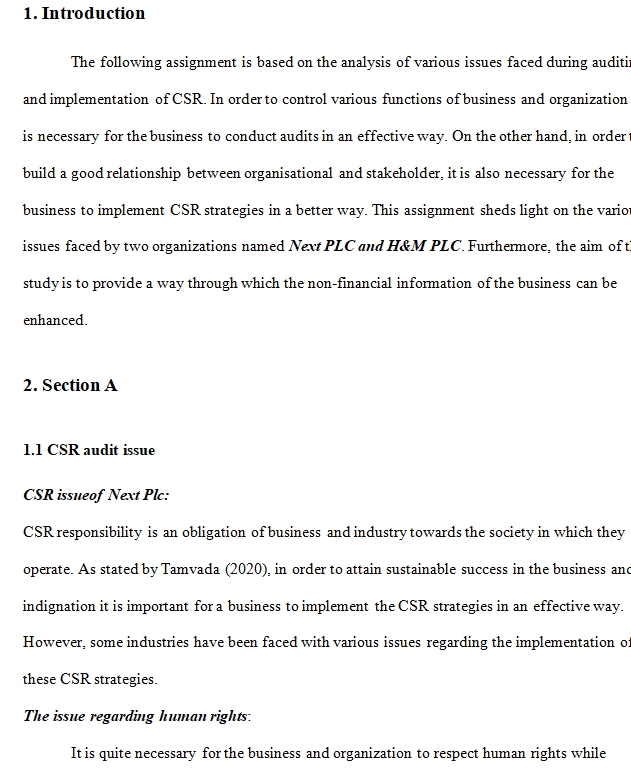 1. Introduction
The following assignment is based on the analysis of various issues faced during auditi
and implementation of CSR. In order to control various functions of business and organization
is necessary for the business to conduct audits in an effective way. On the other hand, in order t
build a good relationship between organisational and stakeholder, it is also necessary for the
business to implement CSR strategies in a better way. This assignment sheds light on the vario
issues faced by two organizations named Next PLC and H&M PLC. Furthermore, the aim of t
study is to provide a way through which the non-financial information of the business can be
enhanced.
2. Section A
1.1 CSR audit issue
CSR issueof Next Plc:
CSR responsibility is an obligation of business and industry towards the society in which they
operate. As stated by Tamvada (2020), in order to attain sustainable success in the business and
indignation it is important for a business to implement the CSR strategies in an effective way.
However, some industries have been faced with various issues regarding the implementation of
these CSR strategies.
The issue regarding human rights:
It is quite necessary for the business and organization to respect human rights while